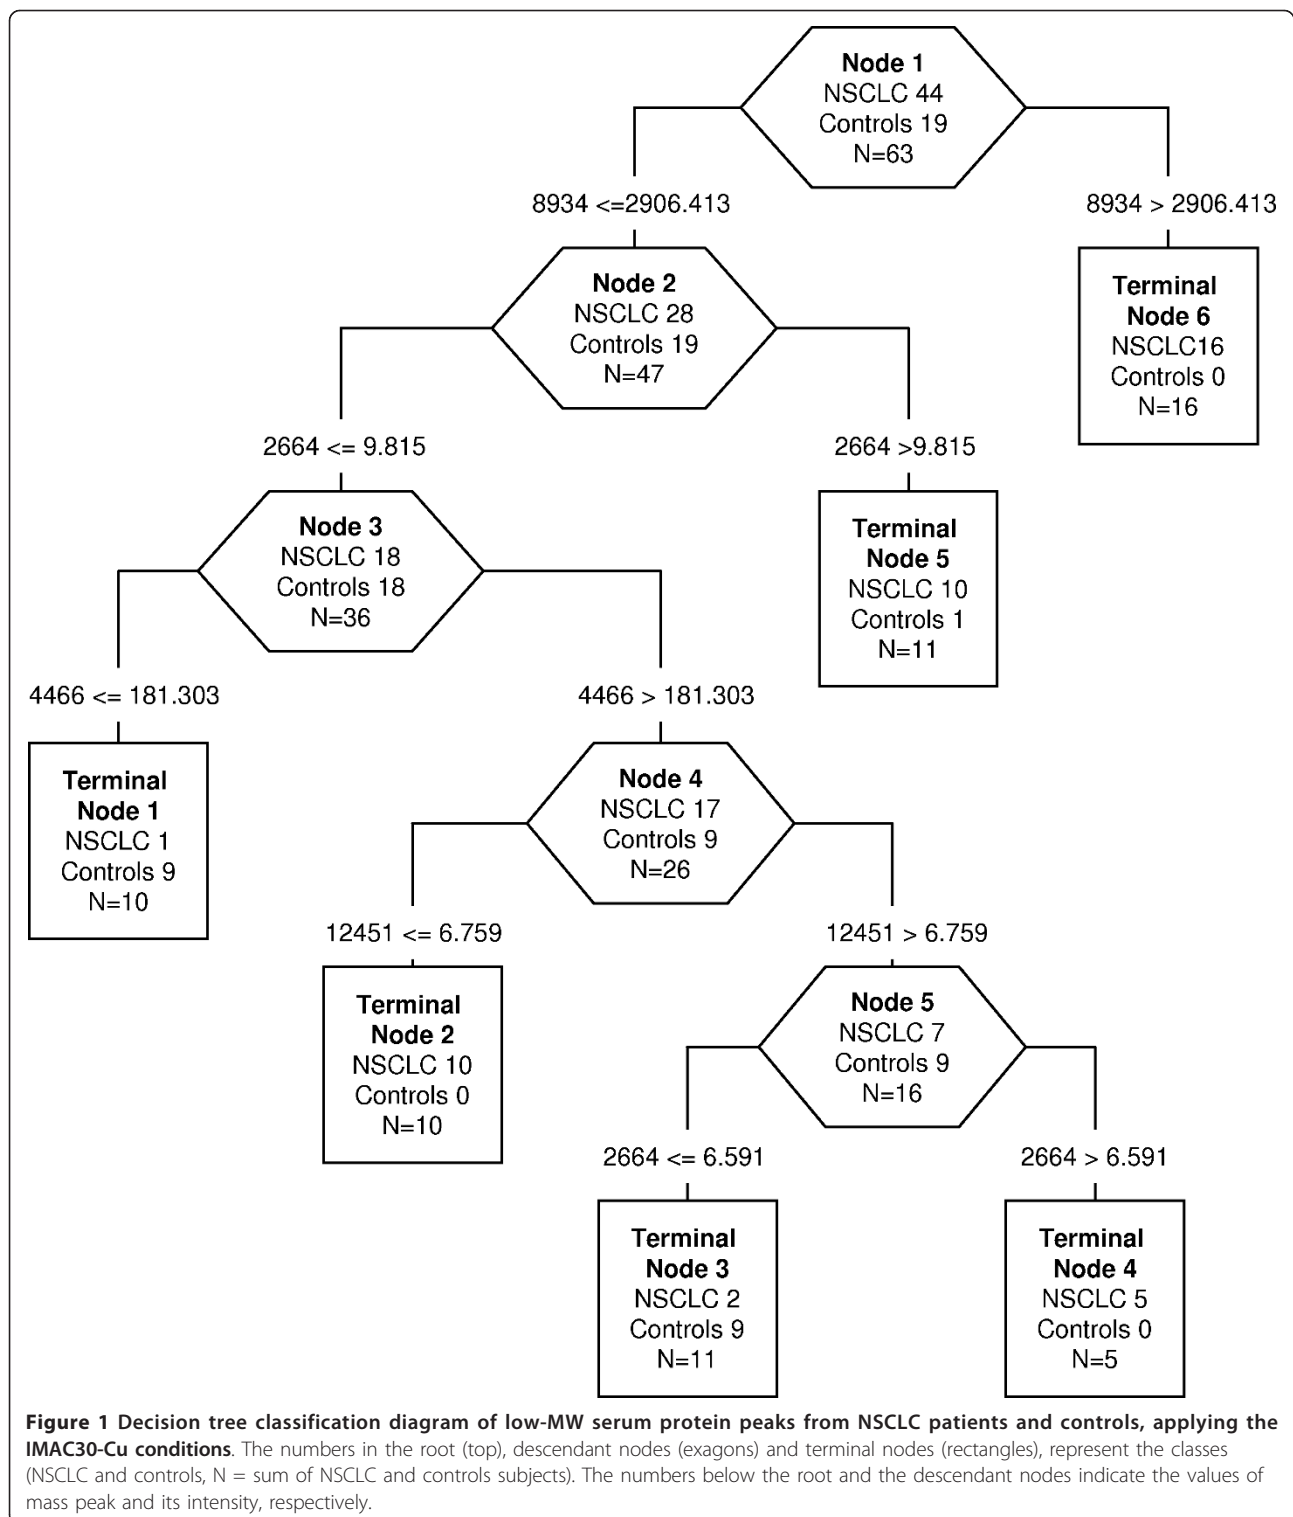 Node 1
NSCLC 44
Controls 19
N=63
8934 <=2906.413
8934 > 2906.413
Node 2
NSCLC 28
Controls 19
N=47
Terminal
Node 6
NSCLC16
Controls 0
N=16
2664 <= 9.815
2664 >9.815
Node 3
NSCLC 18
Controls 18
N=36
Terminal
Node 5
NSCLC 10
Controls 1
N=11
4466 <= 181.303
4466 > 181.303
Terminal
Node 1
NSCLC 1
Controls 9
N=10
Node 4
NSCLC 17
Controls 9
N=26
12451 <= 6.759
12451 > 6.759
Terminal
Node 2
NSCLC 10
Controls 0
N=10
Node 5
NSCLC 7
Controls 9
N=16
2664 <= 6.591
2664 > 6.591
Terminal
Node 3
NSCLC 2
Controls 9
N=11
Terminal
Node 4
NSCLC 5
Controls 0
N=5
Figure 1 Decision tree classification diagram of low-MW serum protein peaks from NSCLC patients and controls, applying the
IMAC30-Cu conditions. The numbers in the root (top), descendant nodes (exagons) and terminal nodes (rectangles), represent the classes
(NSCLC and controls, N = sum of NSCLC and controls subjects). The numbers below the root and the descendant nodes indicate the values of
mass peak and its intensity, respectively.